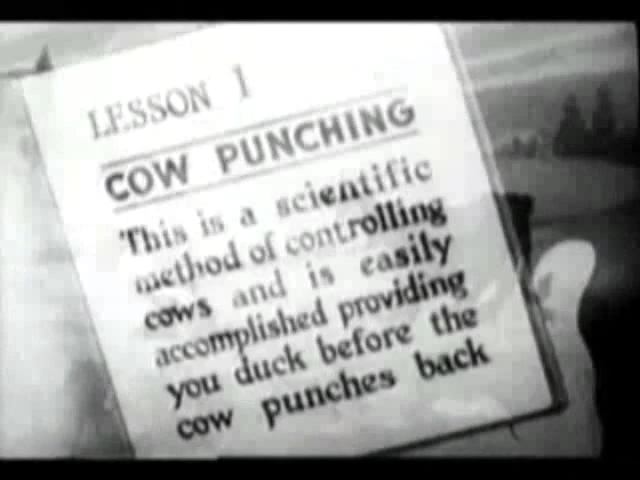 LESSON 1
COW PUNCHING
This is a scientific
method of controlling
cows and is easily
accomplished providing
you duck before the
cow punches back